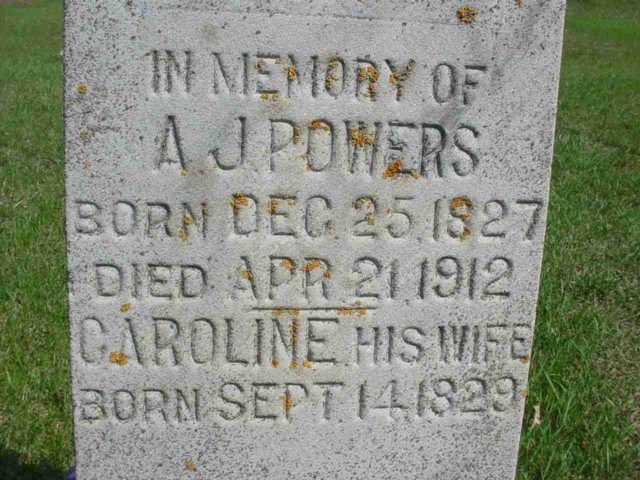 IN MEMORY OF
A. J. POWERS
BORN DEC. 25, 1827
DIED APR. 21, 1912
CAROLINE HIS WIFE
BORN SEPT 14, 1829